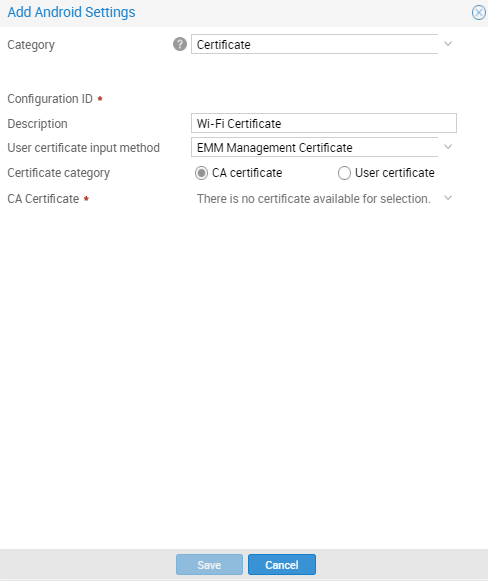 Add Android Settings
Category ? Certificate
Configuration ID *
Description Wi-Fi Certificate
User certificate input method EMM Management Certificate
Certificate category CA certificate User certificate
CA Certificate * There is no certificate available for selection.
Save Cancel